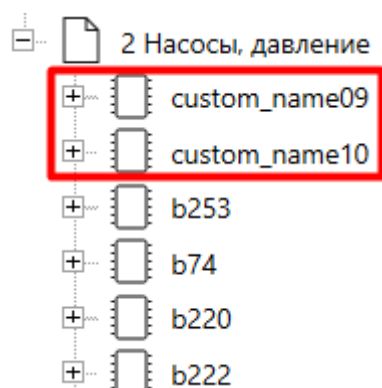 2 Насосы, давление
custom_name09
custom_name10
b253
b74
b220
b222